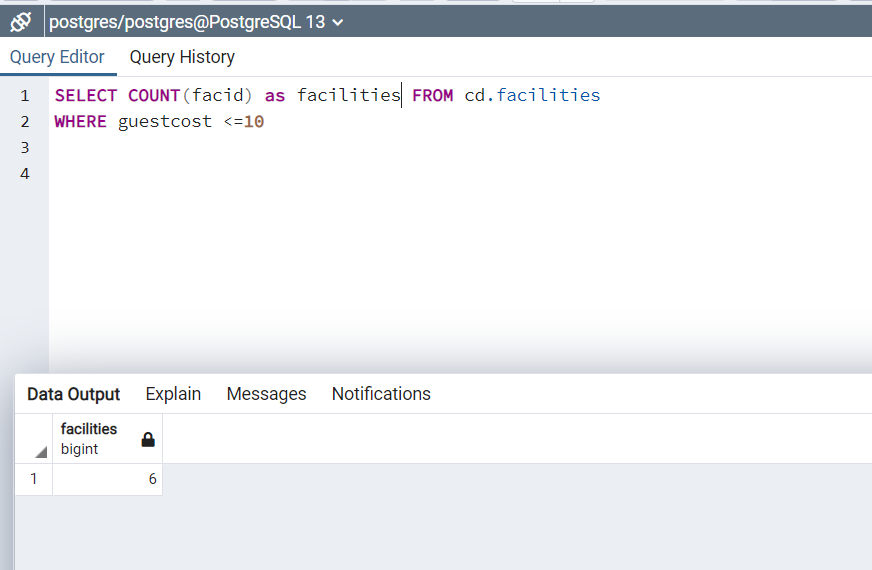 postgres/postgres@PostgreSQL 13
Query Editor Query History
1 SELECT COUNT(facid) as facilities FROM cd.facilities
2 WHERE guestcost <=10
3
4
Data Output Explain Messages Notifications
facilities
bigint
1 6